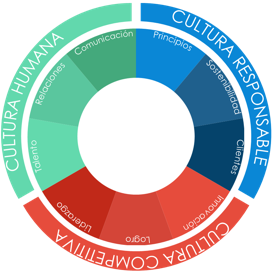 CULTURA HUMANA
Comunicación
Relaciones
Talento
CULTURA RESPONSABLE
Principios
Sostenibilidad
Clientes
CULTURA COMPETITIVA
Innovación
Logro
Liderazgo